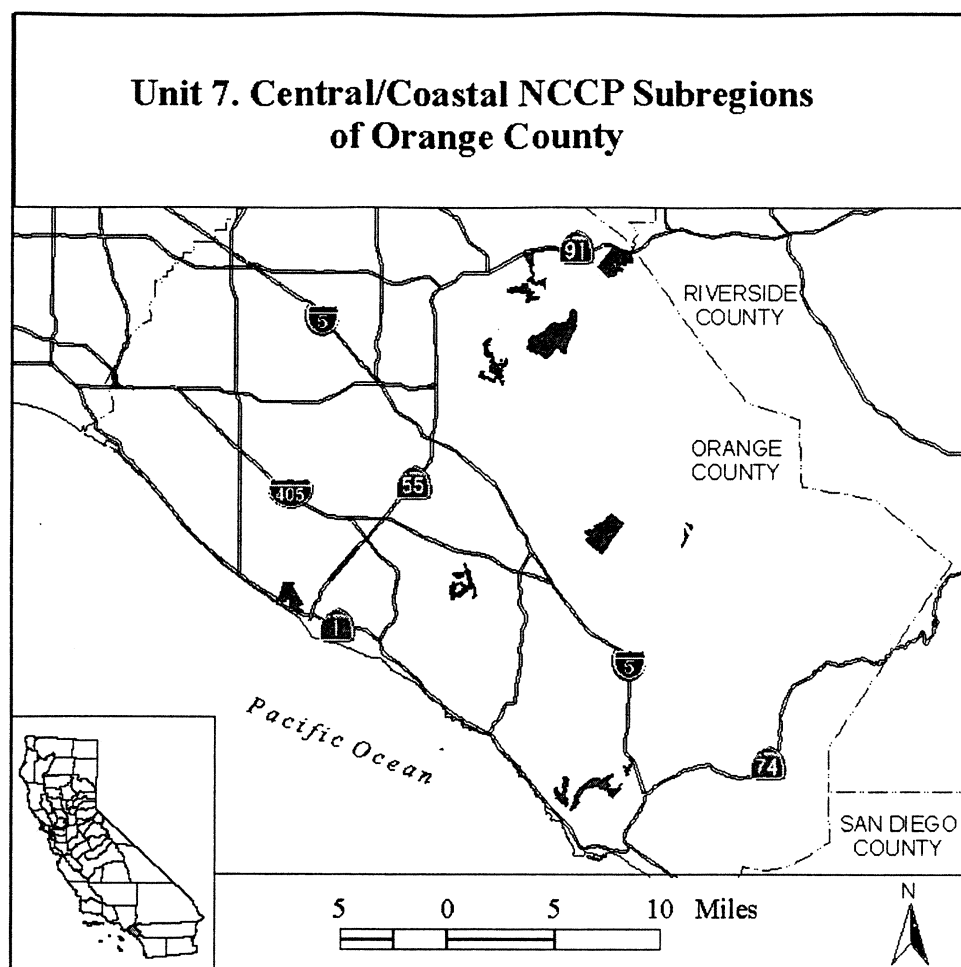 Unit 7. Central/Coastal NCCP Subregions
of Orange County
91
RIVERSIDE
COUNTY
5
ORANGE
COUNTY
55
405
1
5
Pacific Ocean
74
SAN DIEGO
COUNTY
5 0 5 10 Miles
N